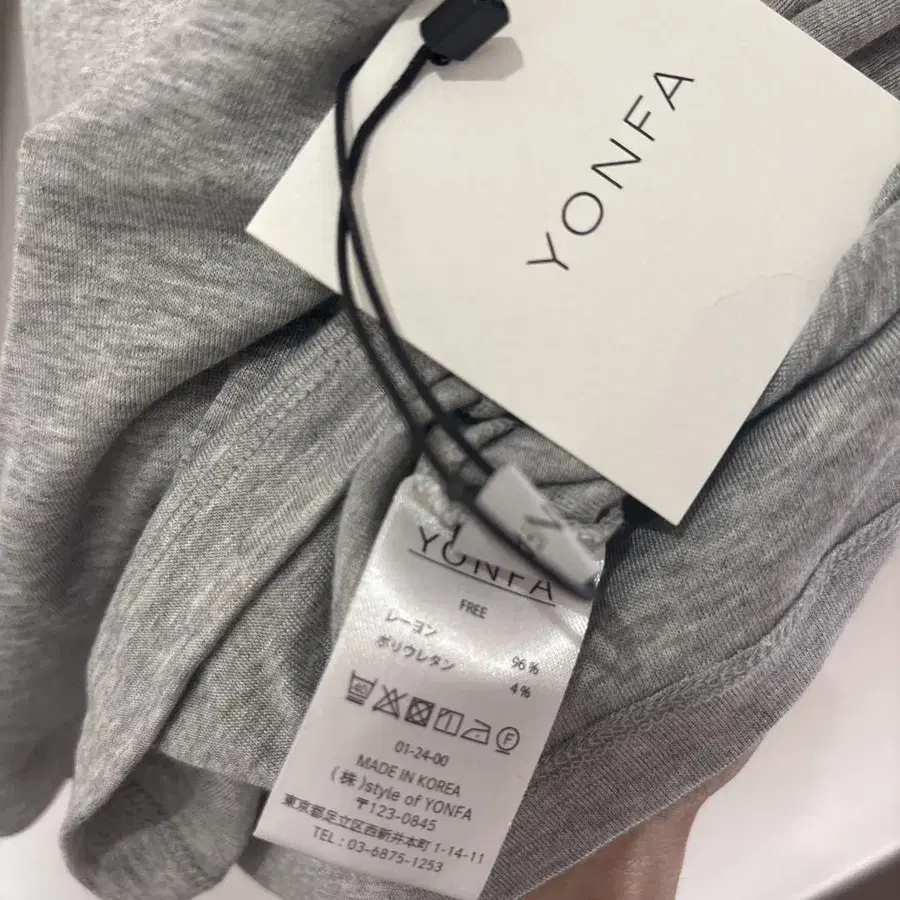 YONFA
YONFA
FREE
レーヨン 96%
ポリウレタン 4%
40
F
01-24-00
MADE IN KOREA
(株)style of YONFA
〒123-0845
東京都足立区西新井本町1-14-11
TEL : 03-6875-1253